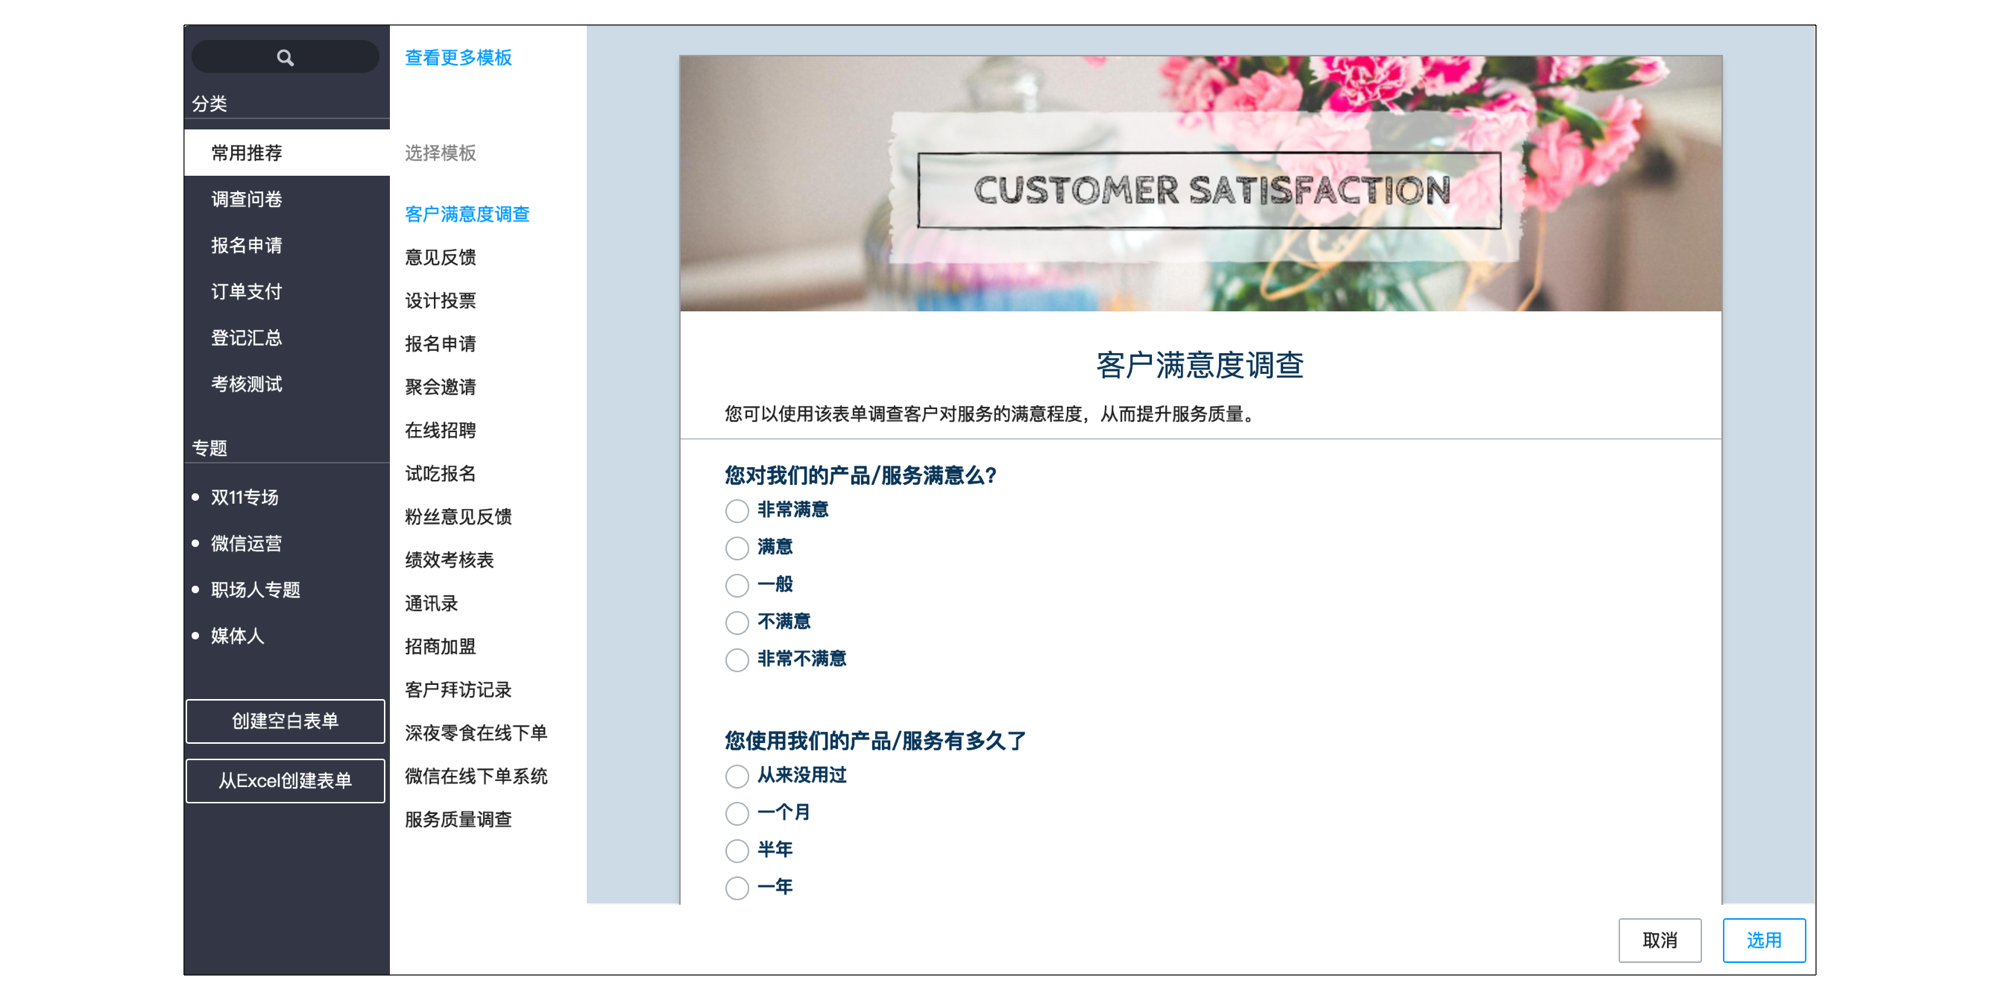 分类
常用推荐
调查问卷
报名申请
订单支付
登记汇总
考核测试
专题
双11专场
微信运营
职场人专题
媒体人
创建空白表单
从Excel创建表单
查看更多模板
选择模板
客户满意度调查
意见反馈
设计投票
报名申请
聚会邀请
在线招聘
试吃报名
粉丝意见反馈
绩效考核表
通讯录
招商加盟
客户拜访记录
深夜零食在线下单
微信在线下单系统
服务质量调查
CUSTOMER SATISFACTION
客户满意度调查
您可以使用该表单调查客户对服务的满意程度，从而提升服务质量。
您对我们的产品/服务满意么?
非常满意
满意
一般
不满意
非常不满意
您使用我们的产品/服务有多久了
从来没用过
一个月
半年
一年
取消
选用